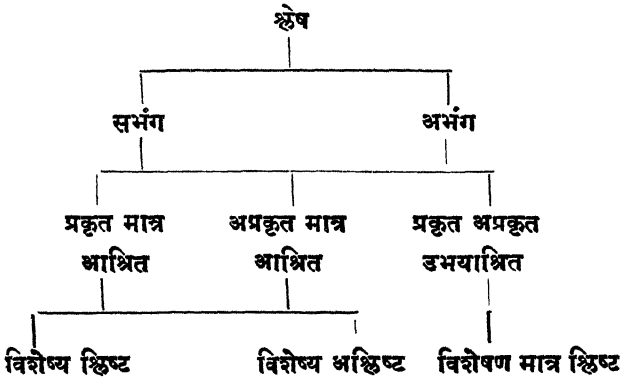 श्लेष
सभंग अभंग
प्रकृत मात्र अप्रकृत मात्र प्रकृत अप्रकृत
आश्रित आश्रित उभयाश्रित
विशेष्य श्लिष्ट विशेष्य अश्लिष्ट विशेषण मात्र श्लिष्ट